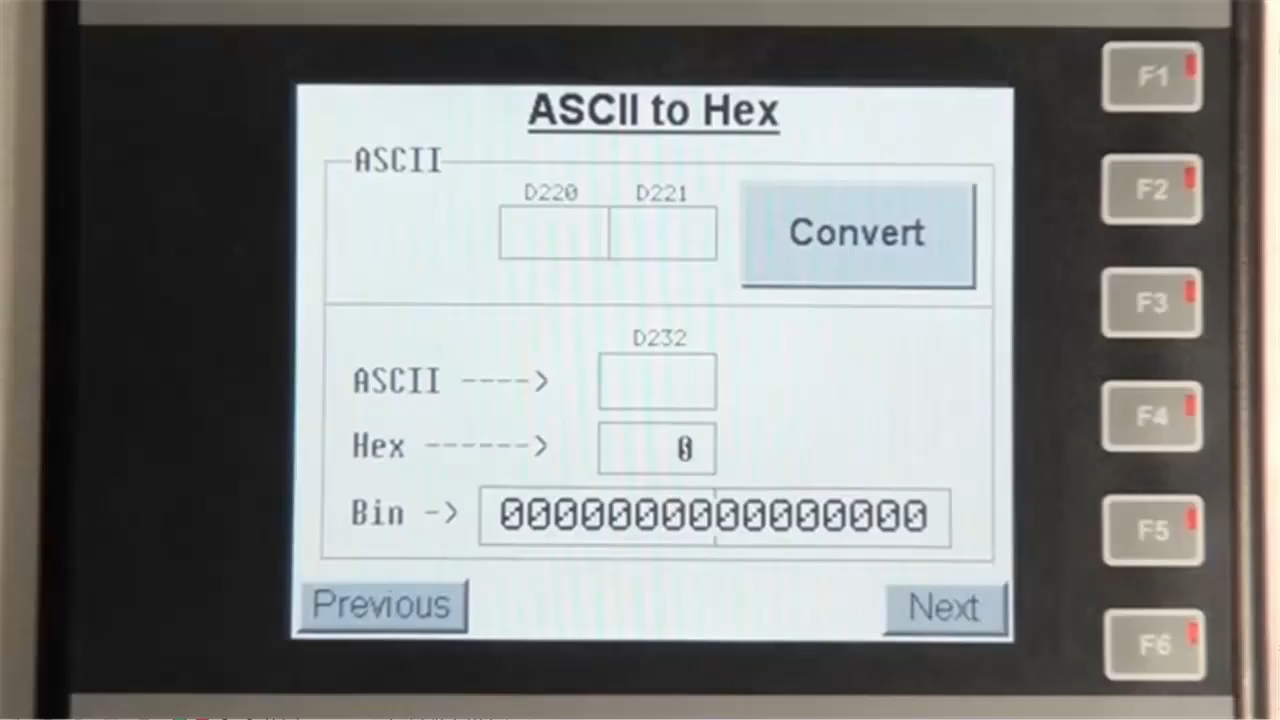 ASCII to Hex
ASCII
D220 D221
Convert
D232
ASCII ---->
Hex ------> 0
Bin -> 0000000000000000
Previous Next
F1
F2
F3
F4
F5
F6